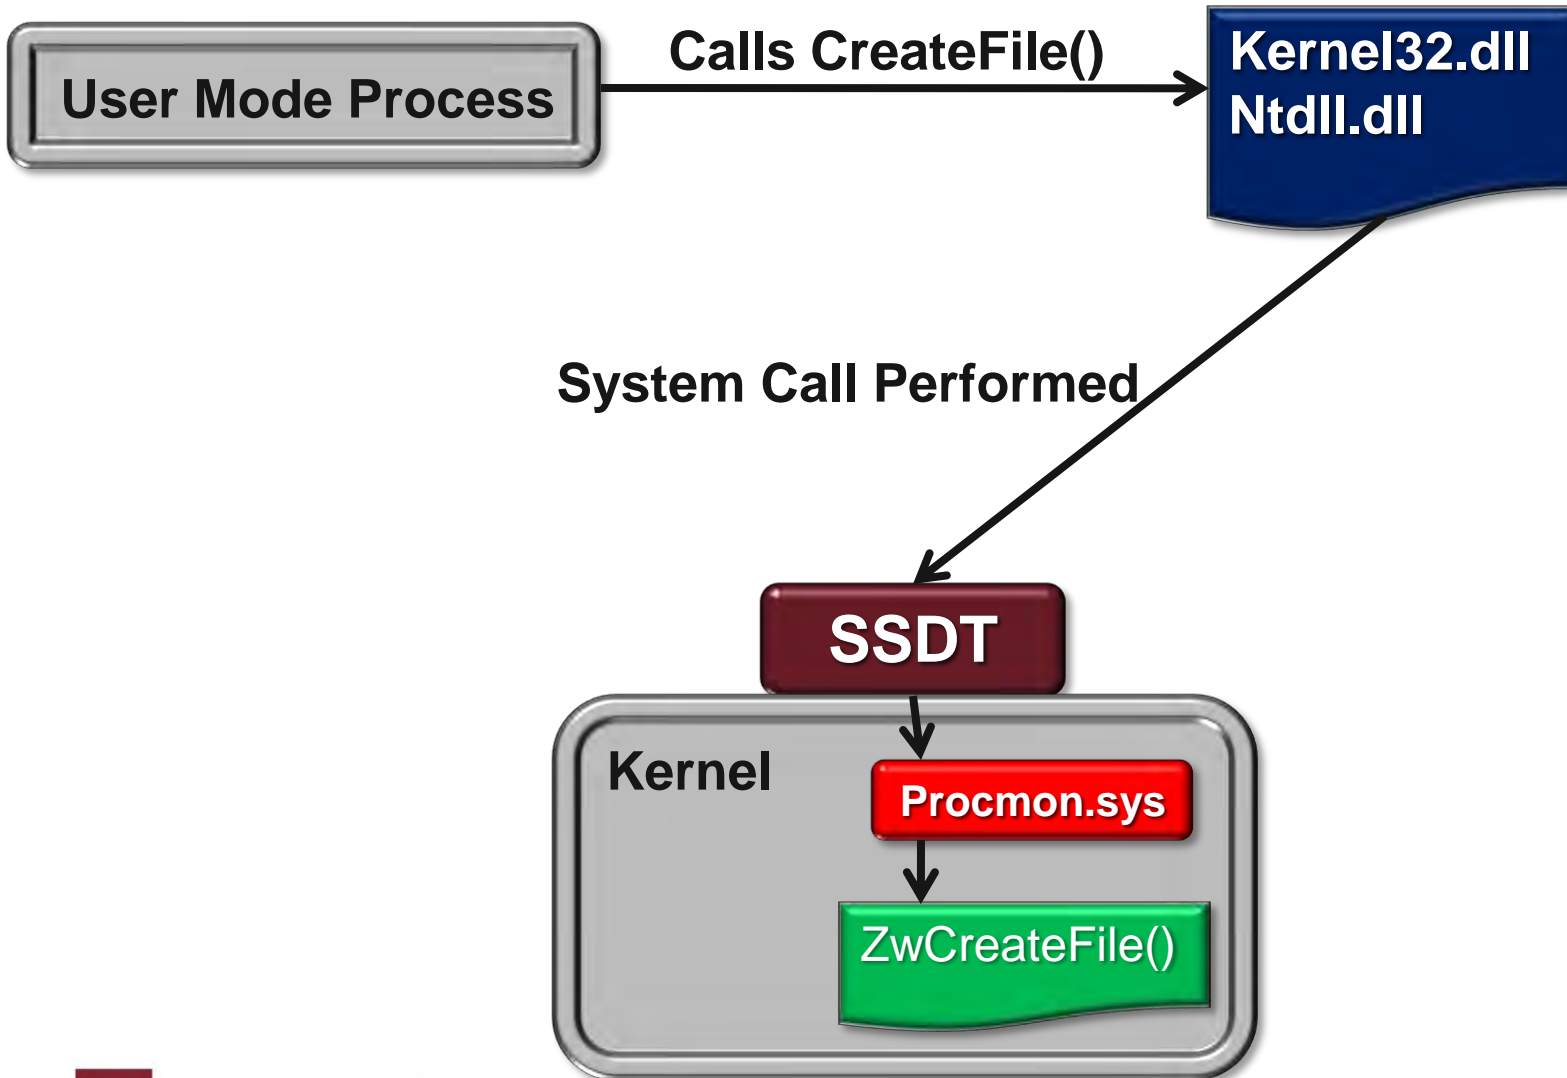 Calls CreateFile()
User Mode Process
Kernel32.dll
Ntdll.dll
System Call Performed
SSDT
Kernel
Procmon.sys
ZwCreateFile()